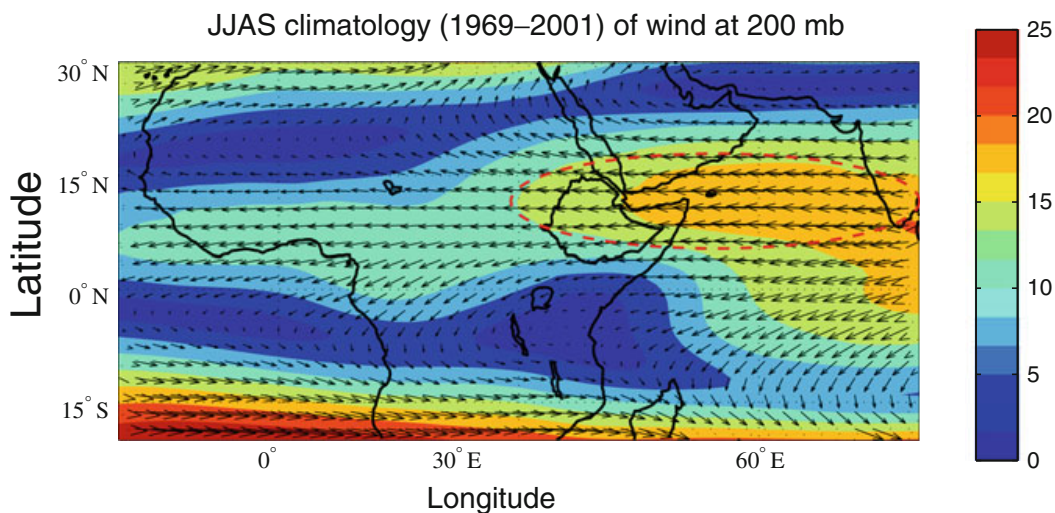 JJAS climatology (1969–2001) of wind at 200 mb
25
20
15
10
5
0
30° N
15° N
0° N
15° S
Latitude
0°
30° E
60° E
Longitude